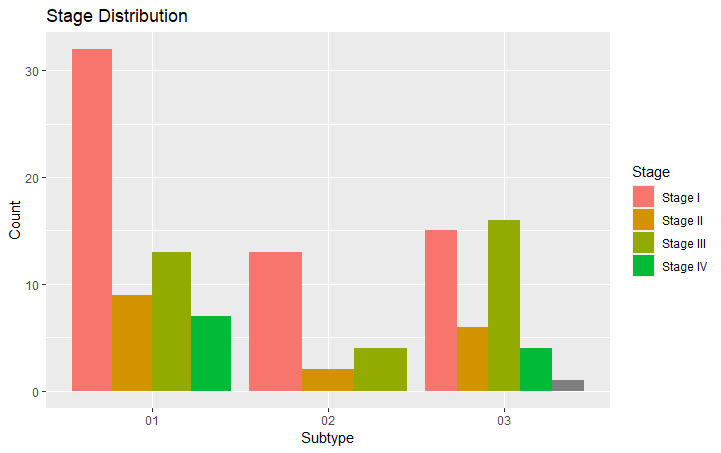 Stage Distribution
Count
30
20
10
0
01 02 03
Subtype
Stage
Stage I
Stage II
Stage III
Stage IV